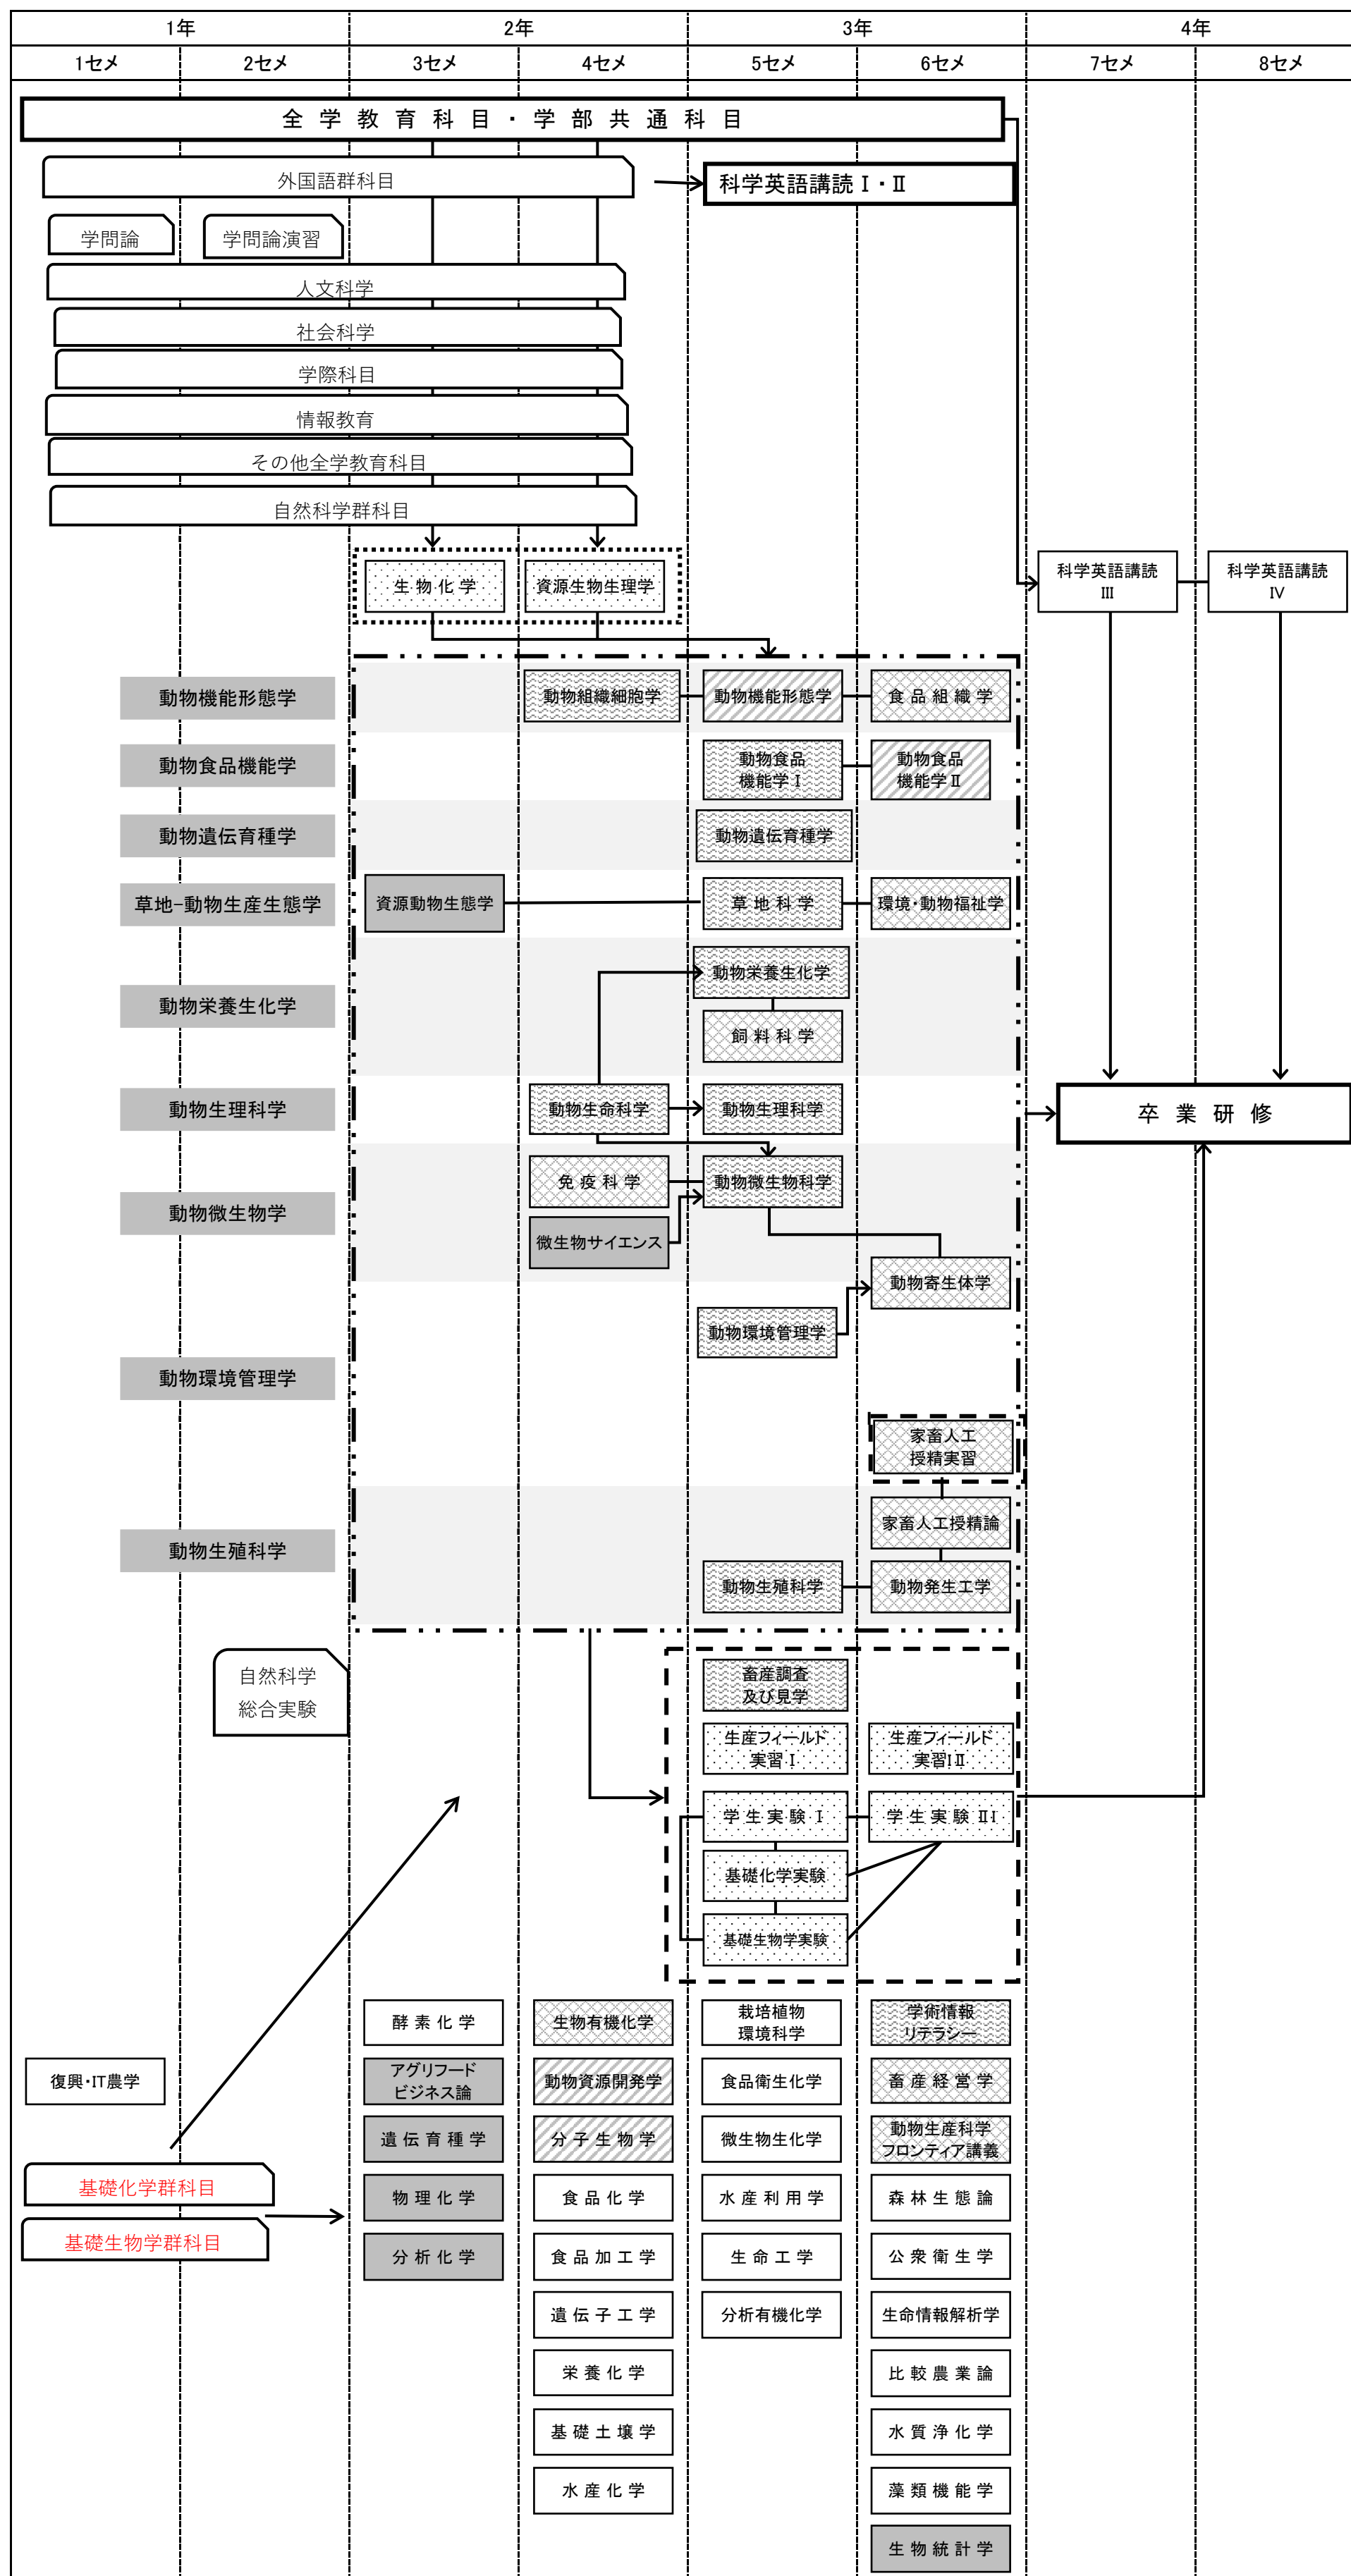 1年 2年 3年 4年
1セメ 2セメ 3セメ 4セメ 5セメ 6セメ 7セメ 8セメ
全学教育科目・学部共通科目
外国語群科目
科学英語講読Ⅰ・Ⅱ
学問論 学問論演習
人文科学
社会科学
学際科目
情報教育
その他全学教育科目
自然科学群科目
生物化学 資源生物生理学
科学英語講読
III
科学英語講読
IV
動物機能形態学 動物組織細胞学 動物機能形態学 食品組織学
動物食品機能学
動物食品
機能学Ⅰ
動物食品
機能学Ⅱ
動物遺伝育種学 動物遺伝育種学
草地-動物生産生態学 資源動物生態学 草地科学 環境・動物福祉学
動物栄養生化学
動物栄養生化学
飼料科学
動物生理科学 動物生命科学 動物生理科学
卒業研修
動物微生物学
免疫科学 動物微生物科学
微生物サイエンス
動物寄生体学
動物環境管理学
動物環境管理学
家畜人工
授精実習
家畜人工授精論
動物生殖科学
動物生殖科学 動物発生工学
自然科学
総合実験
畜産調査
及び見学
生産フィールド
実習Ⅰ
生産フィールド
実習IⅡ
学生実験Ⅰ 学生実験ⅡI
基礎化学実験
基礎生物学実験
酵素化学 生物有機化学
栽培植物
環境科学
学術情報
リテラシー
復興・IT農学
アグリフード
ビジネス論
動物資源開発学 食品衛生化学 畜産経営学
遺伝育種学 分子生物学 微生物生化学
動物生産科学
フロンティア講義
基礎化学群科目
物理化学 食品化学 水産利用学 森林生態論
基礎生物学群科目
分析化学 食品加工学 生命工学 公衆衛生学
遺伝子工学 分析有機化学 生命情報解析学
栄養化学 比較農業論
基礎土壌学 水質浄化学
水産化学 藻類機能学
生物統計学